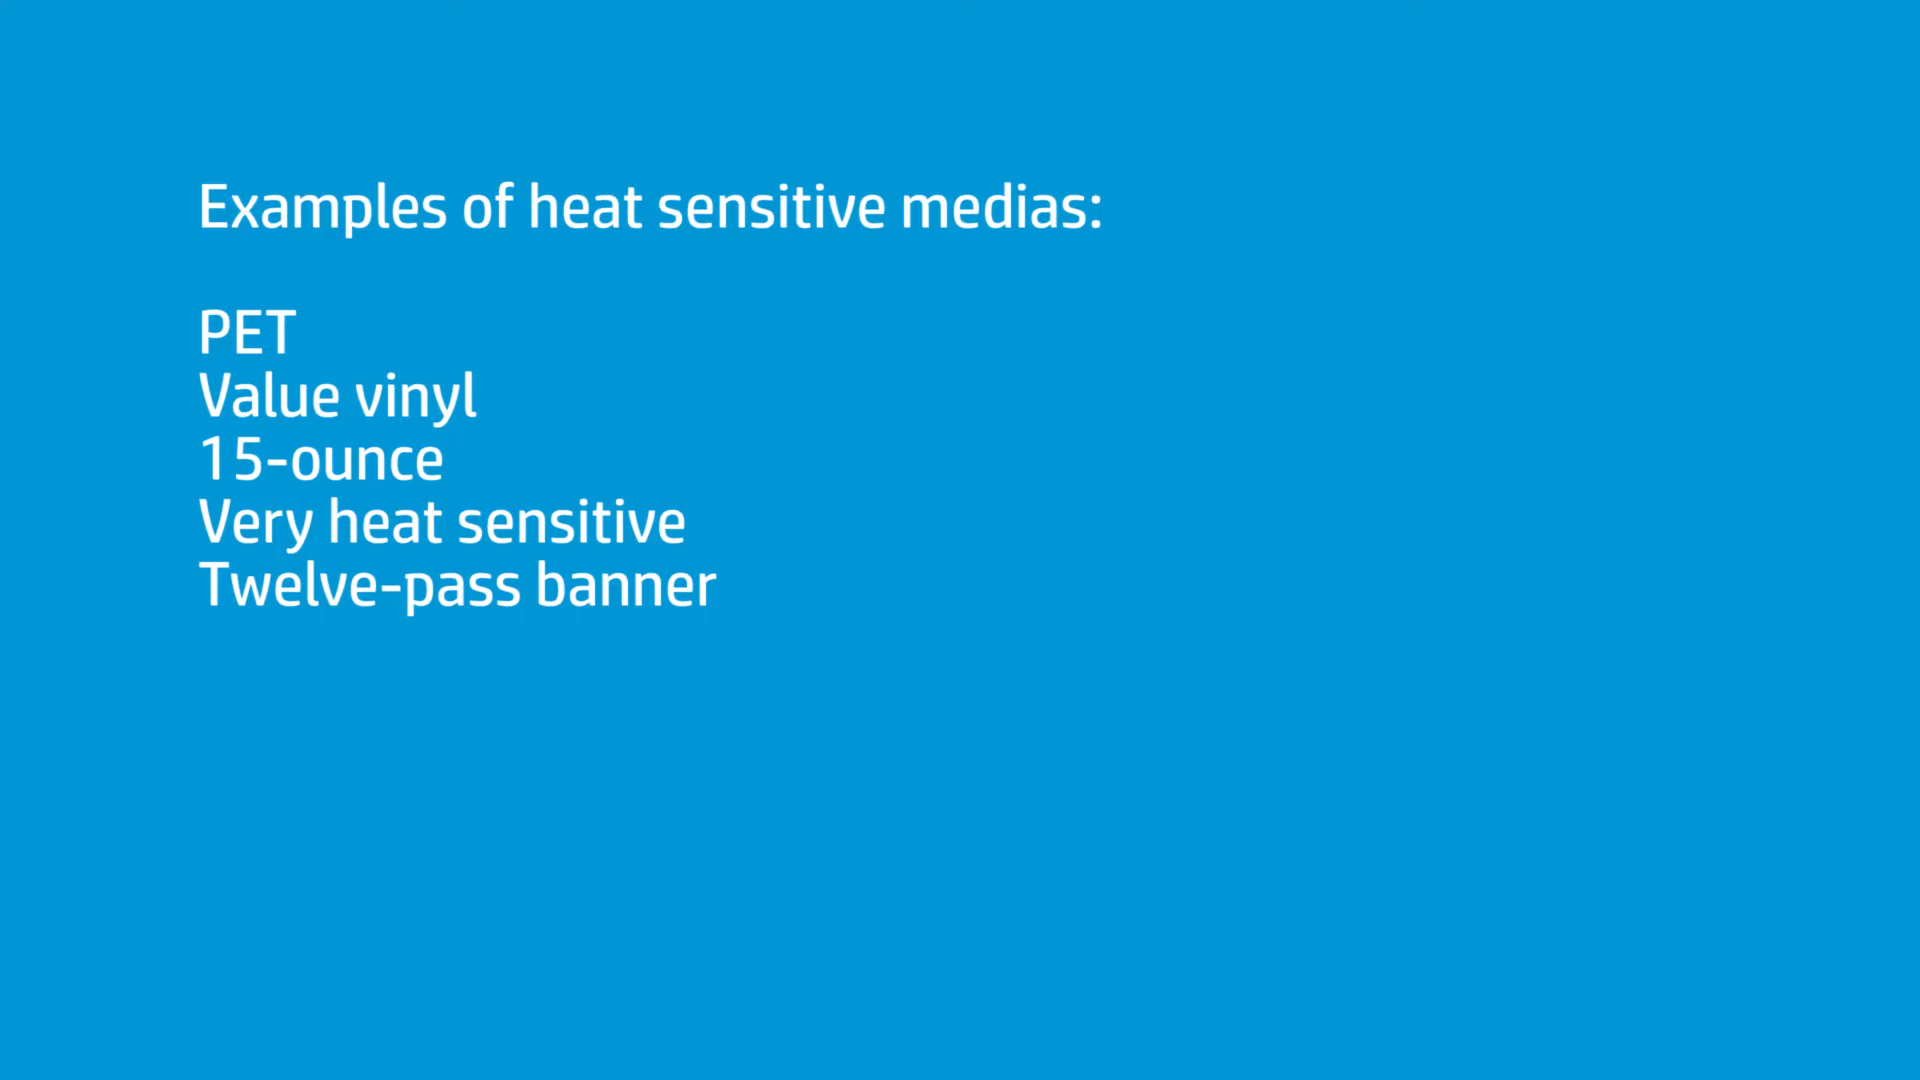 Examples of heat sensitive medias:
PET
Value vinyl
15-ounce
Very heat sensitive
Twelve-pass banner